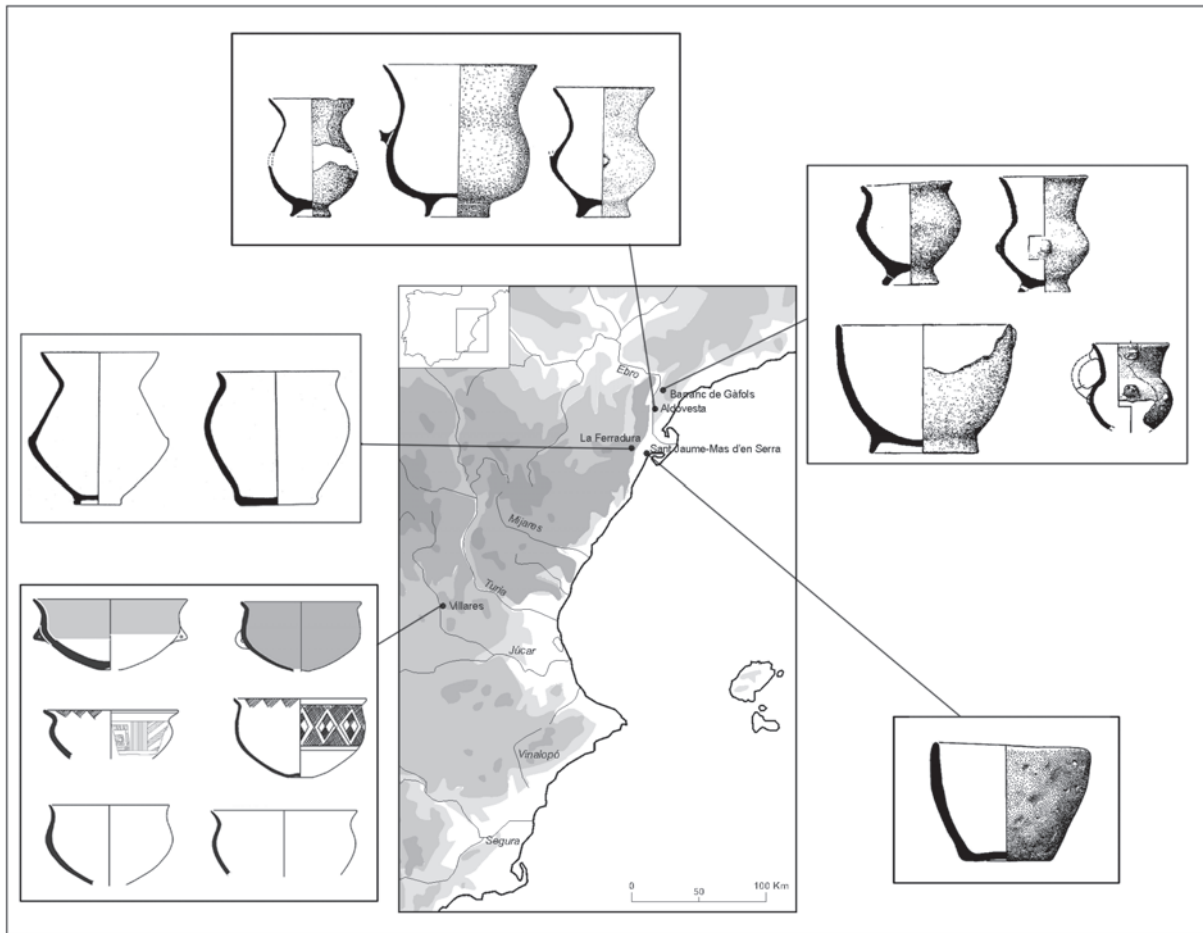 Ebro
Barranc de Gàfols
Aldovesta
La Ferradura
Sant Jaume-Mas d'en Serra
Mijares
Turia
Villares
Júcar
Vinalopó
Segura
0 50 100 Km